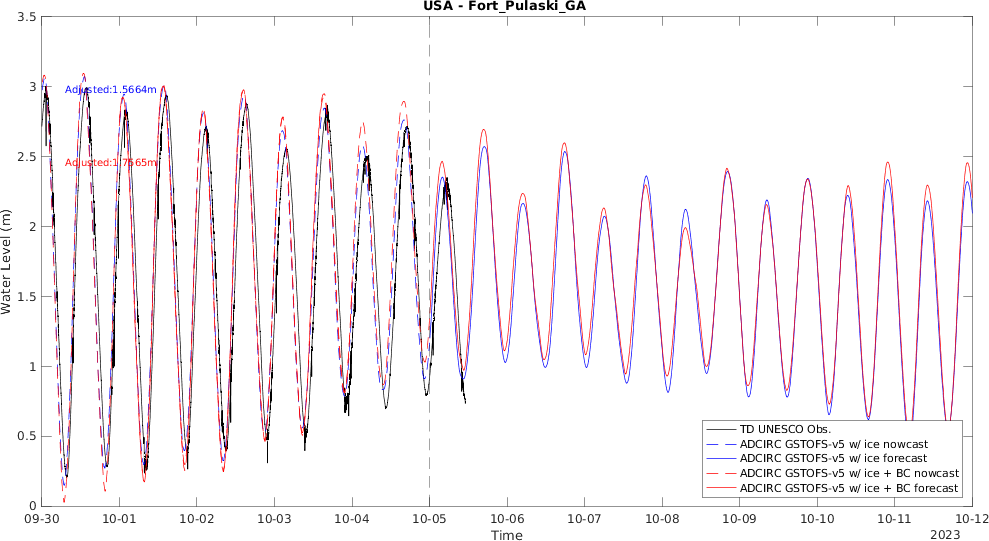 USA - Fort_Pulaski_GA
3.5
3
2.5
2
1.5
1
0.5
0
Water Level (m)
Adjusted:1.5664m
Adjusted:1.7565m
TD UNESCO Obs.
ADCIRC GSTOFS-v5 w/ ice nowcast
ADCIRC GSTOFS-v5 w/ ice forecast
ADCIRC GSTOFS-v5 w/ ice + BC nowcast
ADCIRC GSTOFS-v5 w/ ice + BC forecast
09-30 10-01 10-02 10-03 10-04 10-05 10-06 10-07 10-08 10-09 10-10 10-11 10-12
Time
2023